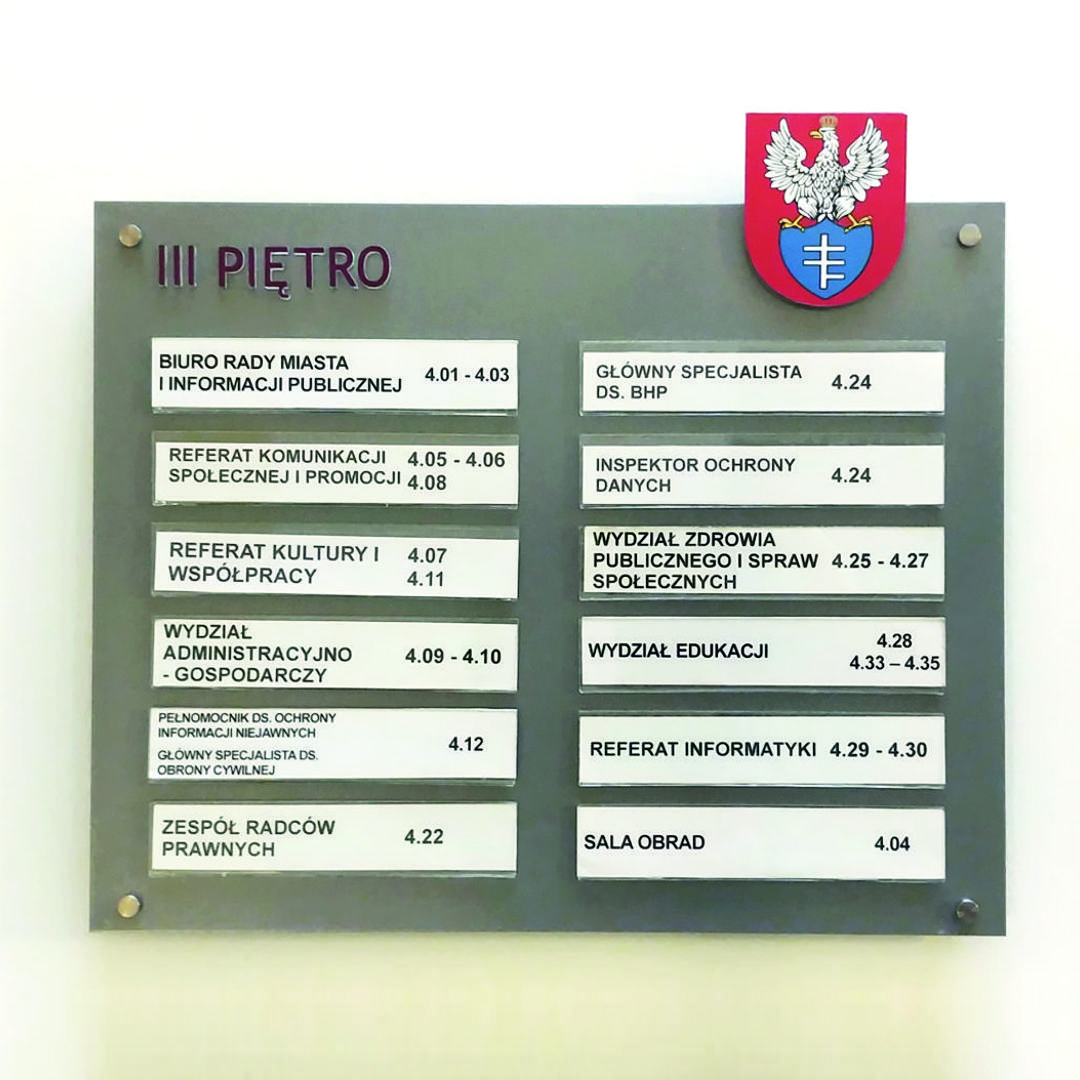 III PIĘTRO
BIURO RADY MIASTA
I INFORMACJI PUBLICZNEJ 4.01 - 4.03
REFERAT KOMUNIKACJI 4.05 - 4.06
SPOŁECZNEJ I PROMOCJI 4.08
REFERAT KULTURY I 4.07
WSPÓŁPRACY 4.11
WYDZIAŁ
ADMINISTRACYJNO 4.09 - 4.10
- GOSPODARCZY
PEŁNOMOCNIK DS. OCHRONY
INFORMACJI NIEJAWNYCH
4.12
GŁÓWNY SPECJALISTA DS.
OBRONY CYWILNEJ
ZESPÓŁ RADCÓW
PRAWNYCH 4.22
GŁÓWNY SPECJALISTA
DS. BHP 4.24
INSPEKTOR OCHRONY
DANYCH 4.24
WYDZIAŁ ZDROWIA
PUBLICZNEGO I SPRAW 4.25 - 4.27
SPOŁECZNYCH
WYDZIAŁ EDUKACJI 4.28
4.33 – 4.35
REFERAT INFORMATYKI 4.29 - 4.30
SALA OBRAD 4.04